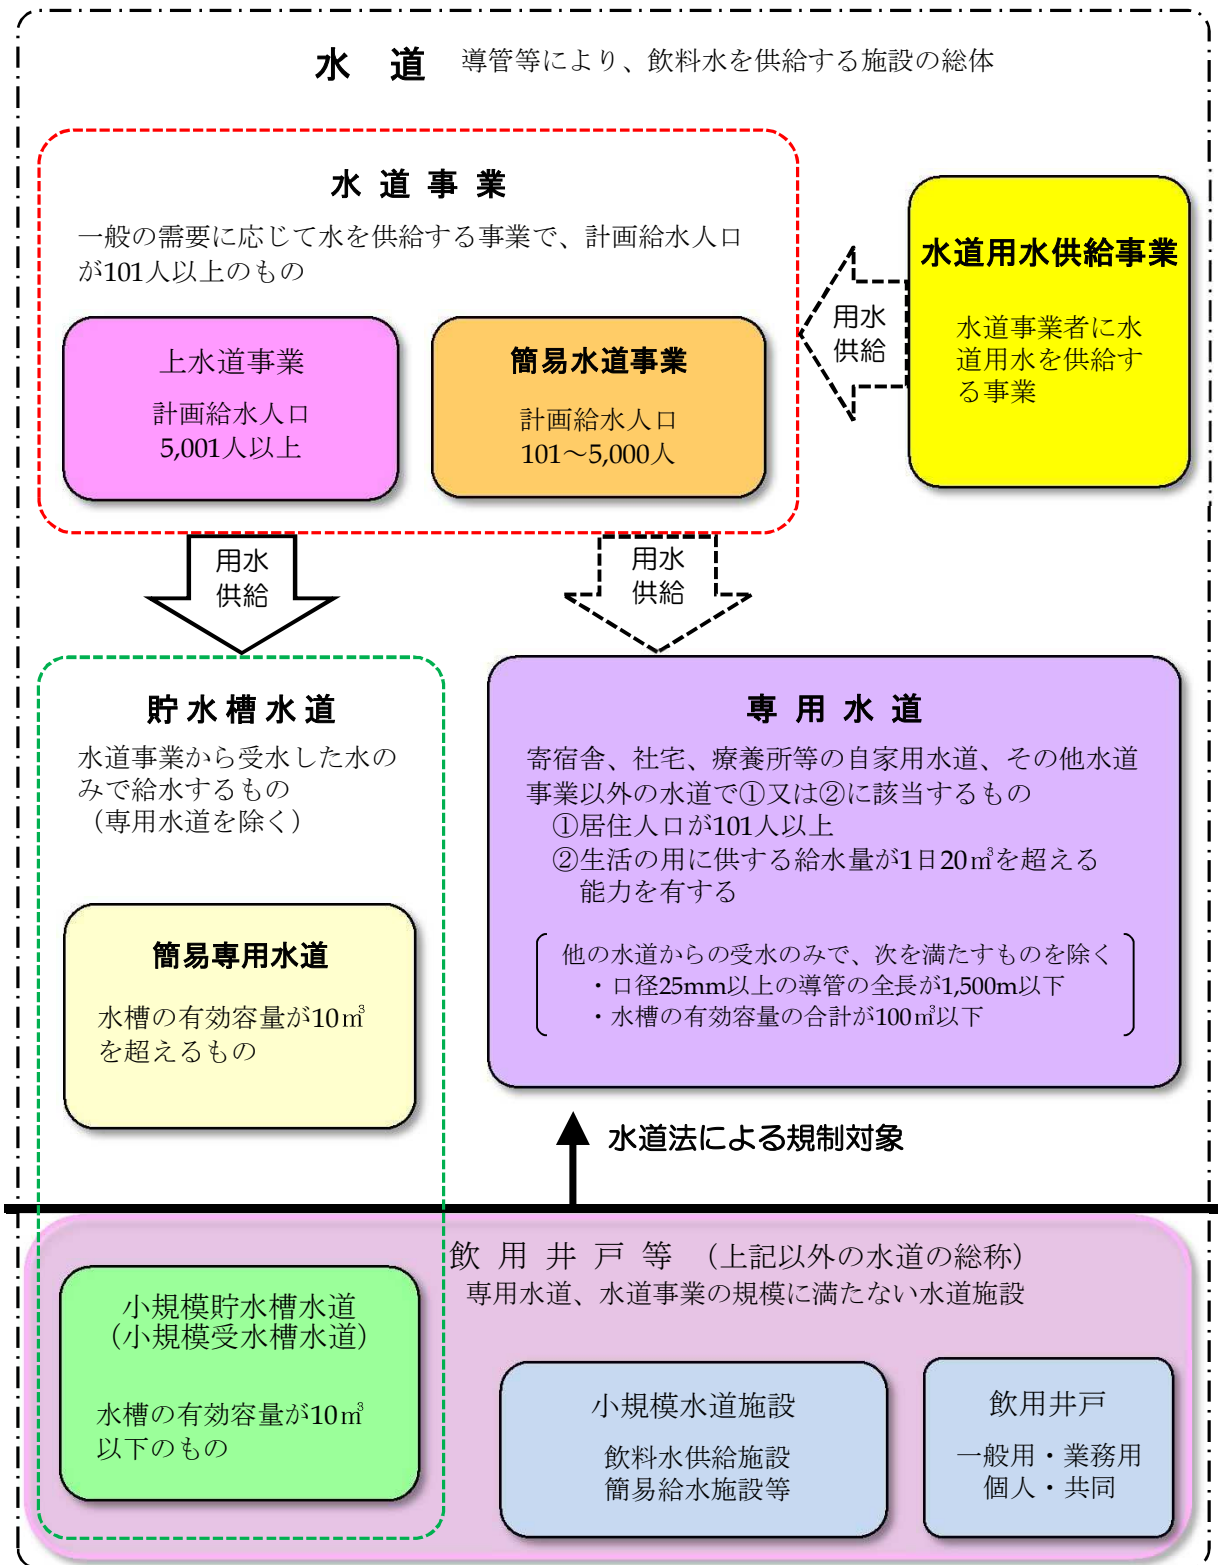 水 道 導管等により、飲料水を供給する施設の総体
水 道 事 業
一般の需要に応じて水を供給する事業で、計画給水人口
が101人以上のもの
上水道事業
計画給水人口
5,001人以上
簡易水道事業
計画給水人口
101～5,000人
用水
供給
水道用水供給事業
水道事業者に水
道用水を供給す
る事業
用水
供給
用水
供給
貯 水 槽 水 道
水道事業から受水した水の
みで給水するもの
（専用水道を除く）
簡易専用水道
水槽の有効容量が10㎥
を超えるもの
専 用 水 道
寄宿舎、社宅、療養所等の自家用水道、その他水道
事業以外の水道で①又は②に該当するもの
①居住人口が101人以上
②生活の用に供する給水量が1日20㎥を超える
能力を有する
他の水道からの受水のみで、次を満たすものを除く
・口径25mm以上の導管の全長が1,500m以下
・水槽の有効容量の合計が100㎥以下
水道法による規制対象
飲 用 井 戸 等 （上記以外の水道の総称）
専用水道、水道事業の規模に満たない水道施設
小規模貯水槽水道
（小規模受水槽水道）
水槽の有効容量が10㎥
以下のもの
小規模水道施設
飲料水供給施設
簡易給水施設等
飲用井戸
一般用・業務用
個人・共同